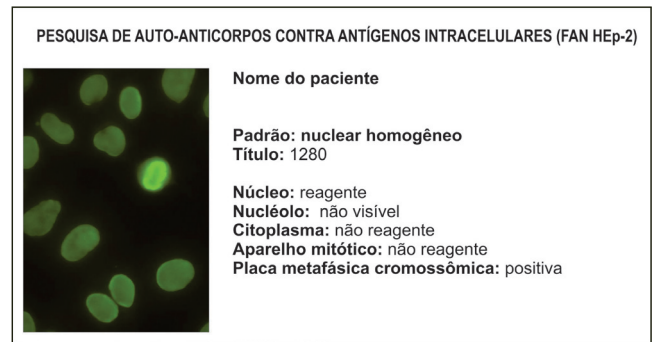 PESQUISA DE AUTO-ANTICORPOS CONTRA ANTÍGENOS INTRACELULARES (FAN HEp-2)
Nome do paciente
Padrão: nuclear homogêneo
Título: 1280
Núcleo: reagente
Nucléolo: não visível
Citoplasma: não reagente
Aparelho mitótico: não reagente
Placa metafásica cromossômica: positiva